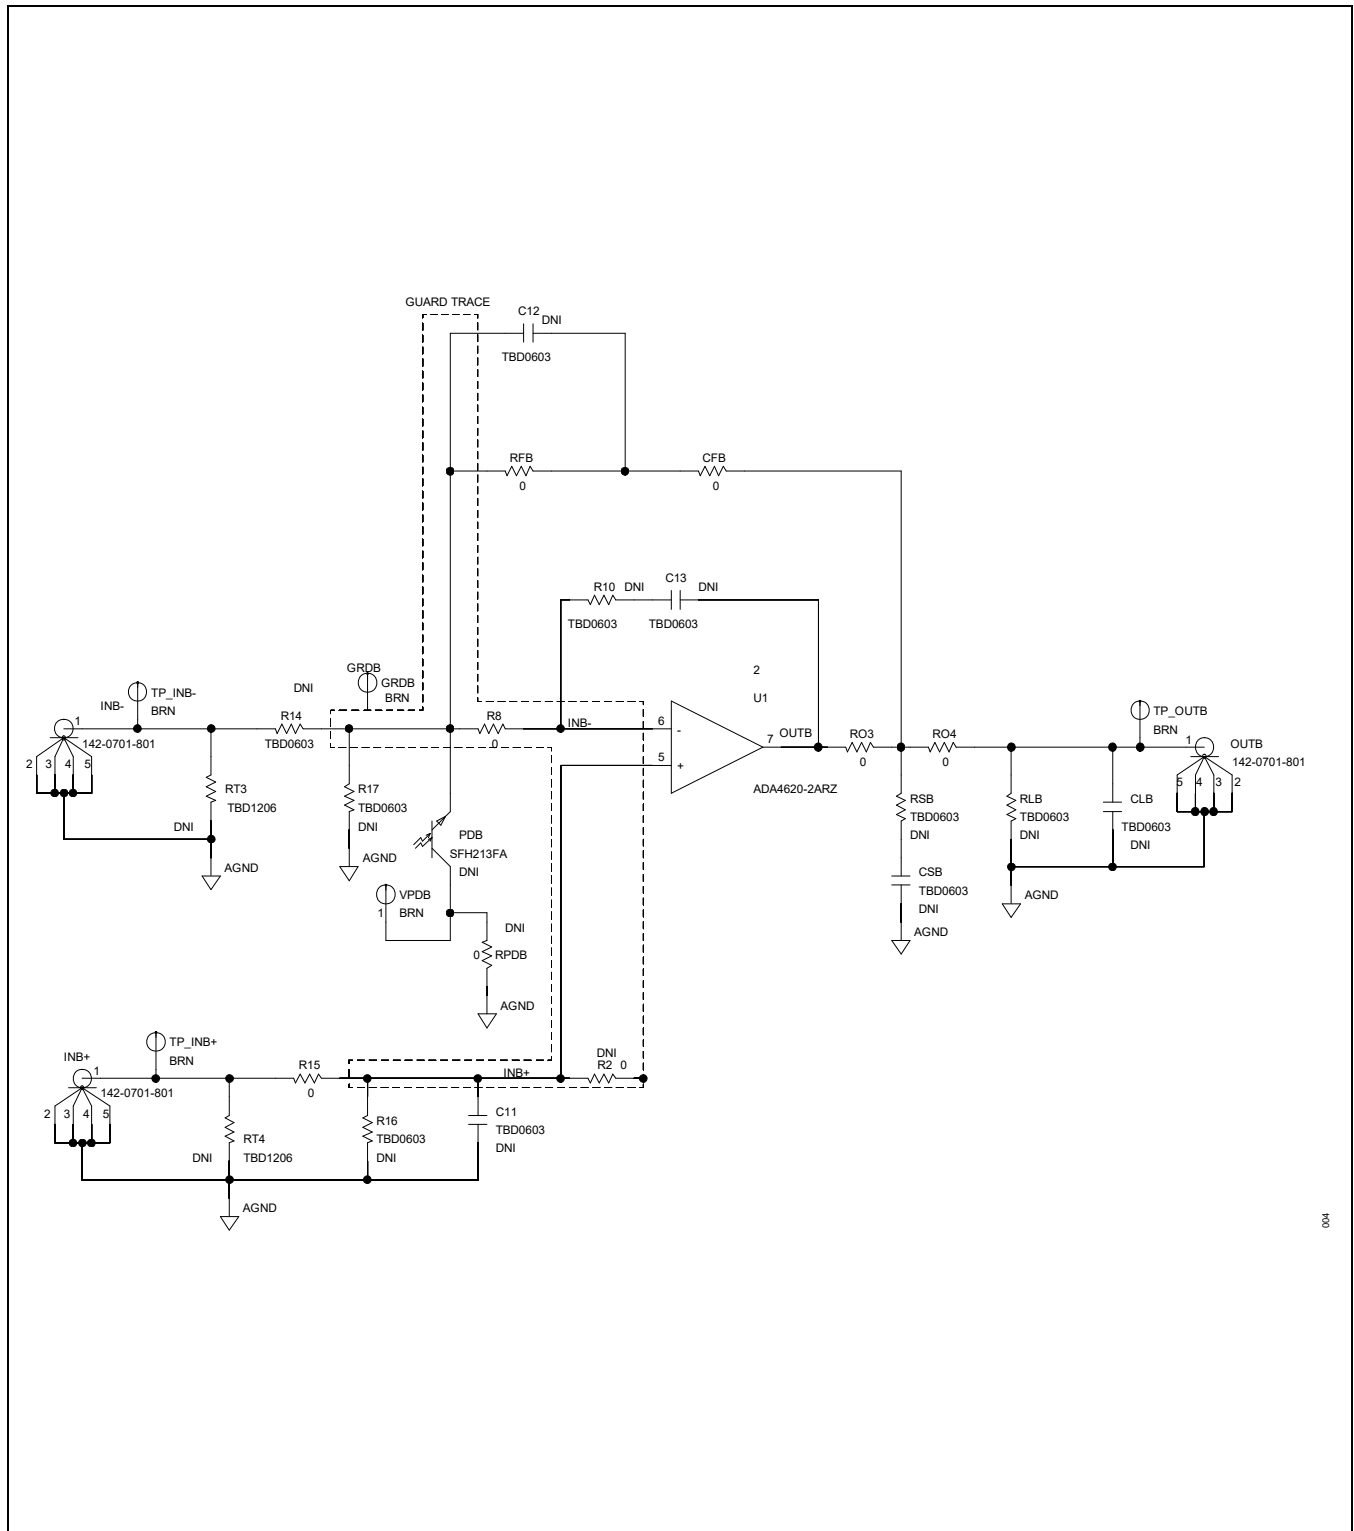 GUARD TRACE
C12
DNI
TBD0603
RFB
0
CFB
0
R10 DNI
C13
DNI
TBD0603
TBD0603
2
U1
GRDB
GRDB
BRN
DNI
INB-
TP_INB-
BRN
1
142-0701-801
2 3 4 5
R14
TBD0603
R8
0
INB-
6
-
5
+
7
OUTB
ADA4620-2ARZ
RO3
0
RO4
0
TP_OUTB
BRN
1
OUTB
142-0701-801
5 4 3 2
RT3
TBD1206
DNI
AGND
R17
TBD0603
DNI
AGND
PDB
SFH213FA
DNI
VPDB
1 BRN
DNI
0 RPDB
AGND
RSB
TBD0603
DNI
CSB
TBD0603
DNI
AGND
RLB
TBD0603
DNI
CLB
TBD0603
DNI
AGND
INB+
TP_INB+
BRN
1
142-0701-801
2 3 4 5
R15
0
INB+
DNI
R2 0
RT4
DNI TBD1206
R16
TBD0603
DNI
C11
TBD0603
DNI
AGND
004